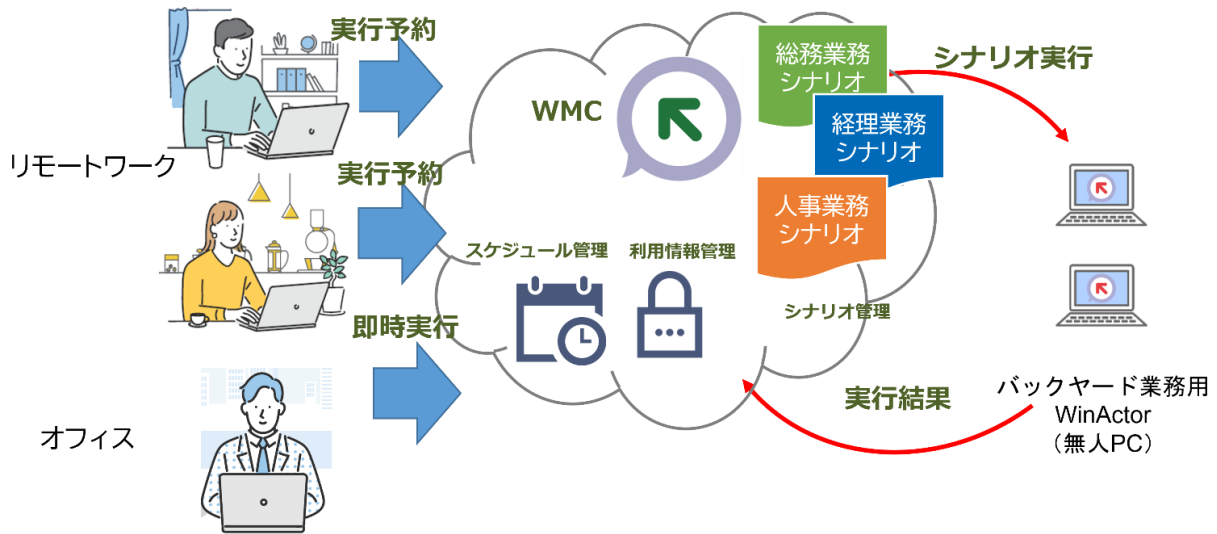 実行予約
リモートワーク
実行予約
即時実行
オフィス
WMC
総務業務
シナリオ
経理業務
シナリオ
人事業務
シナリオ
スケジュール管理
利用情報管理
シナリオ管理
シナリオ実行
実行結果
バックヤード業務用
WinActor
（無人PC）